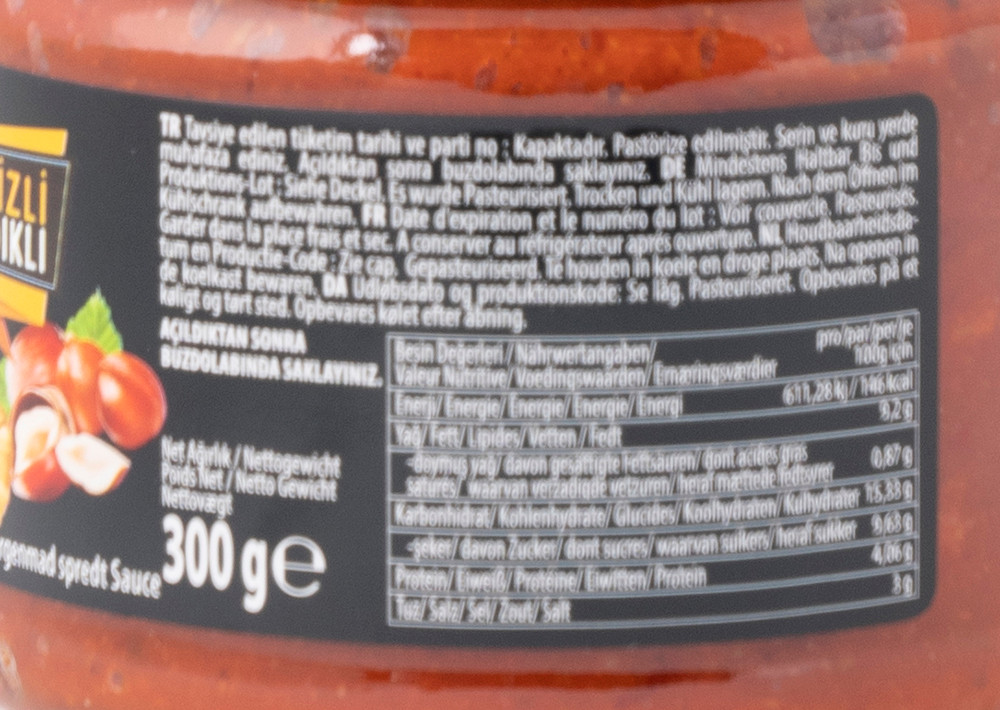 İZLİ
İKLİ
TR Tavsiye edilen tüketim tarihi ve parti no : Kapaktadır. Pastörize edilmiştir. Serin ve kuru yerde
muhafaza ediniz. Açıldıktan sonra buzdolabında saklayınız. DE Mindestens Haltbar Bis und
Produktions-Lot : Siehe Deckel. Es wurde Pasteurisiert. Trocken und kühl lagern. Nach dem Öffnen im
Kühlschrank aufbewahren. FR Date d'expiration et le numéro du lot : Voir couvercle. Pasteurisés.
Garder dans la place frais et sec. A conserver au réfrigérateur aprés ouverture. NL Houdbaarheidsda-
tum en Productie-Code : Zie cap. Gepasteuriseerd. Te houden in koele en droge plaats. Na openen in
de koelkast bewaren. DA Udløbsdato og produktionskode: Se låg. Pasteuriseret. Opbevares på et
køligt og tørt sted. Opbevares kølet efter åbning.
AÇILDIKTAN SONRA
BUZDOLABINDA SAKLAYINIZ.
Besin Değerleri / Nährwertangaben/ pro/par/per/je
Valeur Nutritive/ Voedingswaarden/ Ernæringsværdier 100g için
Enerji/ Energie/ Énergie/ Energie/ Energi 611,28 kj / 146 kcal
Yağ/ Fett/ Lipides/ Vetten / Fedt 9,2 g
-doymuş yağ/ davon gesättigte Fettsäuren/ dont acides gras
saturés/ waarvan verzadigde vetzuren/ heraf mættede fedtsyrer 0,87 g
Karbonhidrat/ Kohlenhydrate/ Glucides/ Koolhydraten/ Kulhydrater 15,33 g
-şeker/ davon Zucker/ dont sucres/ waarvan suikers/ heraf sukker 9,63 g
Protein/ Eiweiß/ Protéine/ Eiwitten/ Protein 4,06 g
Tuz/ Salz/ Sel/ Zout/ Salt 3 g
Net Ağırlık / Nettogewicht
Poids Net / Netto Gewicht
Nettovægt
300 g e
rgenmad spredt Sauce